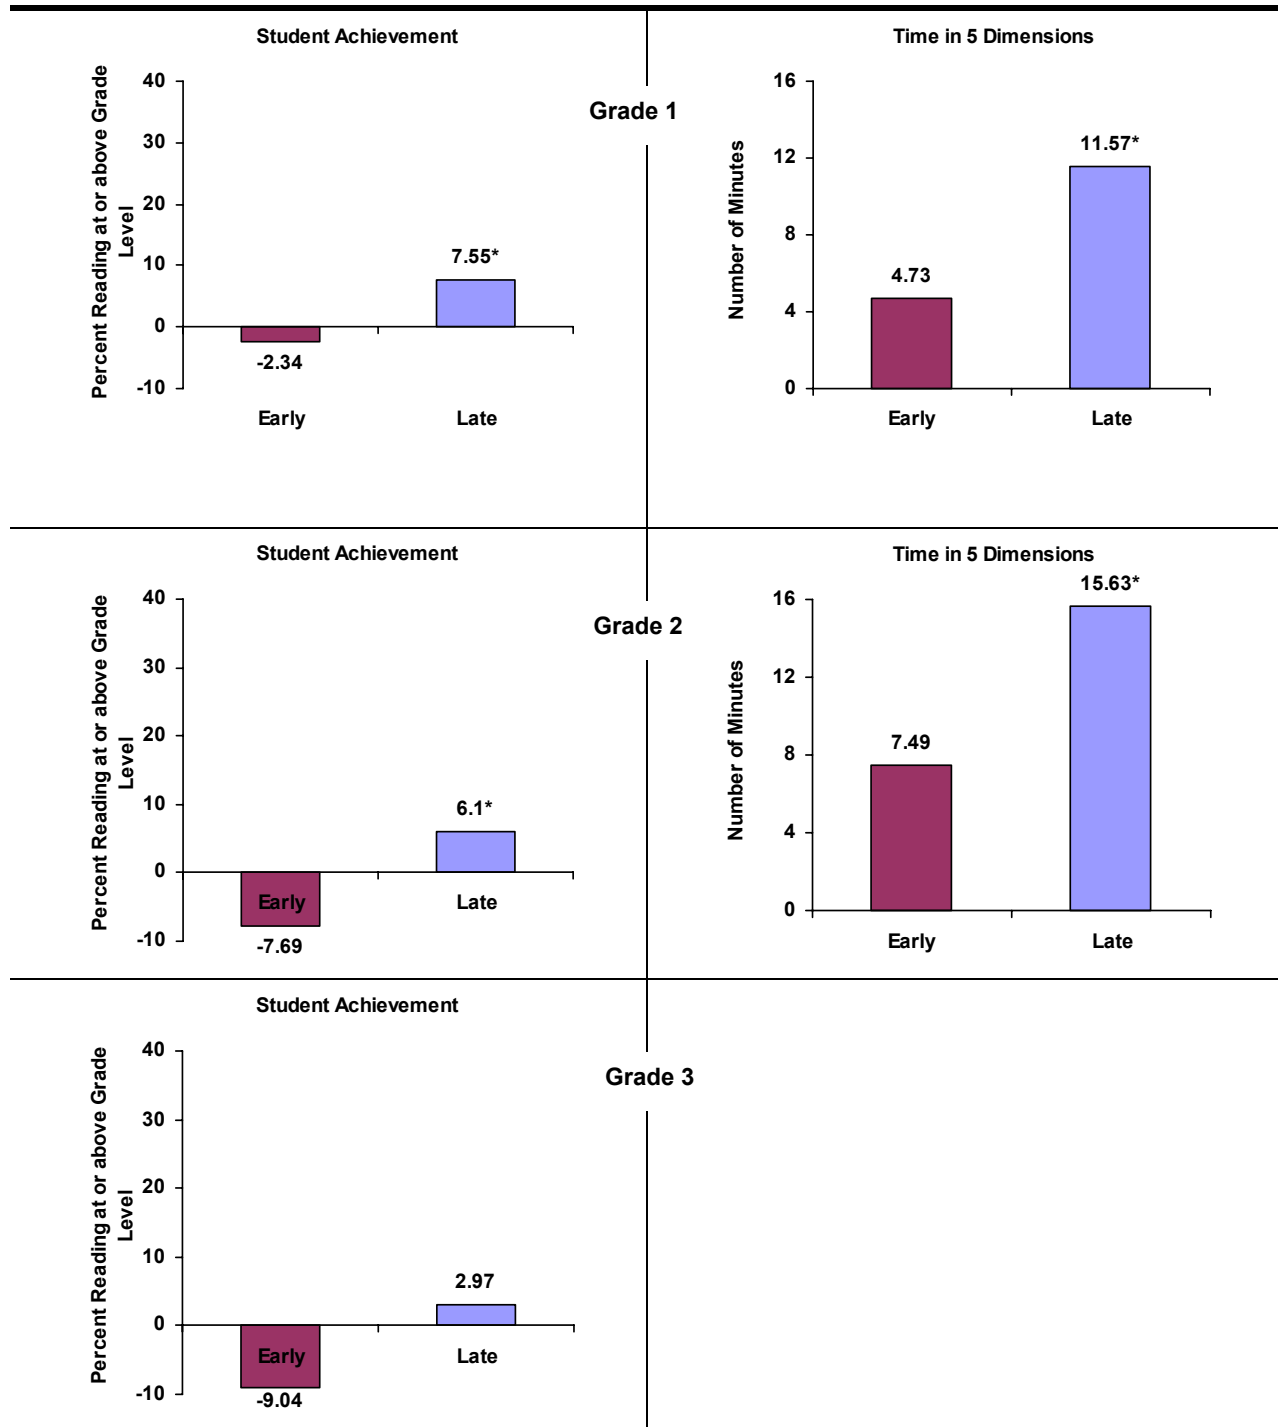 Student Achievement
Percent Reading at or above Grade
Level
40
30
20
10
0
-10
7.55*
-2.34
Early
Late
Grade 1
Time in 5 Dimensions
Number of Minutes
16
12
8
4
0
11.57*
4.73
Early
Late
Student Achievement
Percent Reading at or above Grade
Level
40
30
20
10
0
-10
6.1*
Early
Late
-7.69
Grade 2
Time in 5 Dimensions
Number of Minutes
16
12
8
4
0
15.63*
7.49
Early
Late
Student Achievement
Percent Reading at or above Grade
Level
40
30
20
10
0
-10
2.97
Early
Late
-9.04
Grade 3